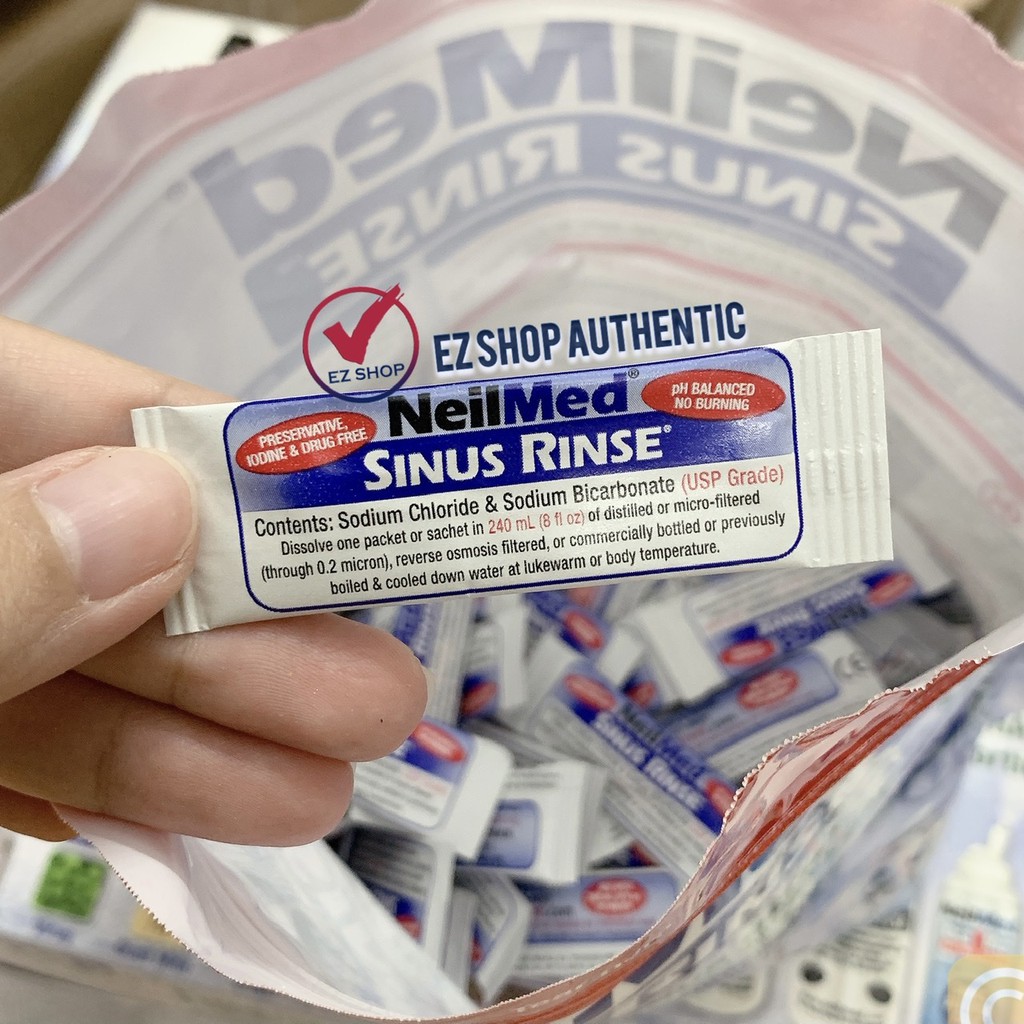 NeilMed
SINUS RINSE
EZ SHOP
EZ SHOP AUTHENTIC
PRESERVATIVE,
IODINE & DRUG FREE
NeilMed®
SINUS RINSE®
pH BALANCED
NO BURNING
Contents: Sodium Chloride & Sodium Bicarbonate (USP Grade)
Dissolve one packet or sachet in 240 mL (8 fl oz) of distilled or micro-filtered
(through 0.2 micron), reverse osmosis filtered, or commercially bottled or previously
boiled & cooled down water at lukewarm or body temperature.
NeilMed
SINUS RINSE